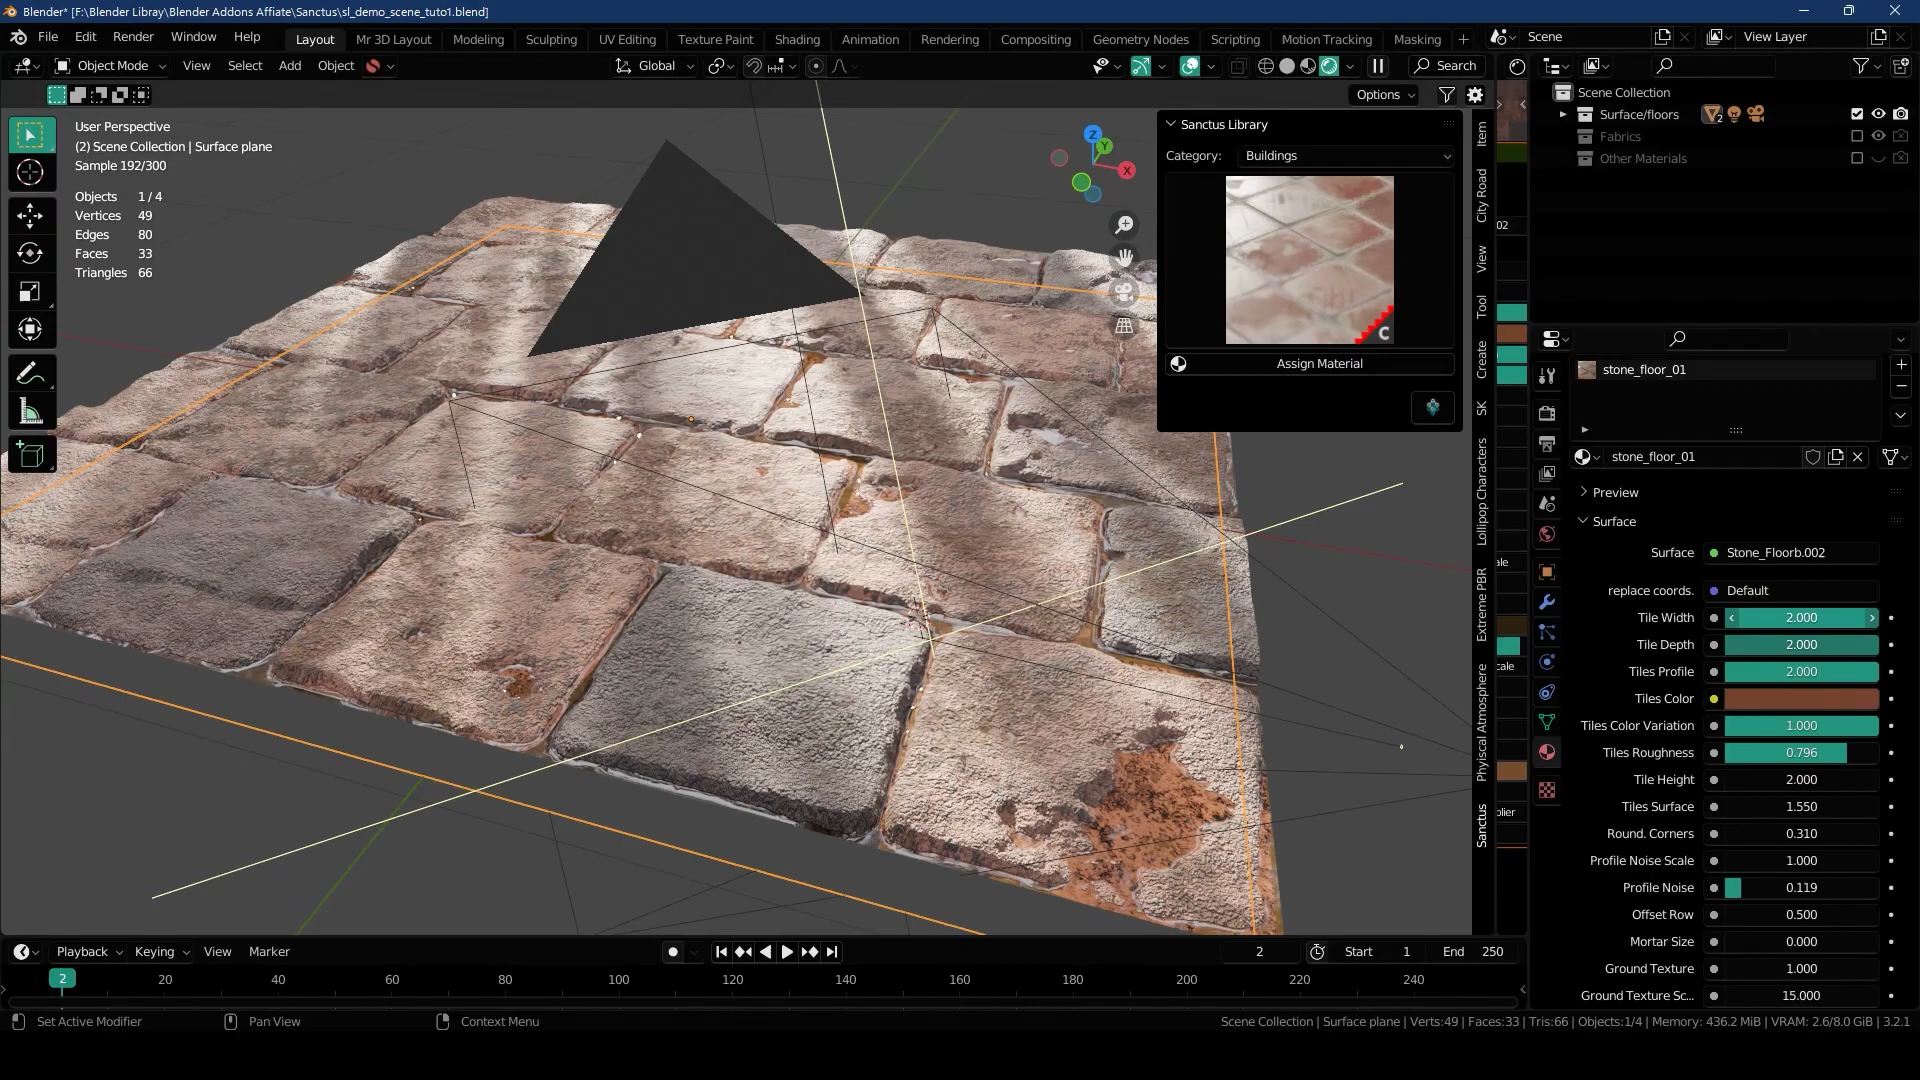 Blender* [F:\Blender Libray\Blender Addons Affiate\Sanctus\sl_demo_scene_tuto1.blend]
File Edit Render Window Help Layout Mr 3D Layout Modeling Sculpting UV Editing Texture Paint Shading Animation Rendering Compositing Geometry Nodes Scripting Motion Tracking Masking + Scene View Layer
Object Mode View Select Add Object Global Search
Options
User Perspective
(2) Scene Collection | Surface plane
Sample 192/300
Objects 1 / 4
Vertices 49
Edges 80
Faces 33
Triangles 66
Z
Y
X
Sanctus Library
Category: Buildings
C
Assign Material
Item
City Road
View
Tool
Create
SK
Lollipop Characters
Extreme PBR
Phyiscal Atmosphere
Sanctus
02
ale
cale
plier
Scene Collection
Surface/floors 2
Fabrics
Other Materials
stone_floor_01
stone_floor_01
Preview
Surface
Surface Stone_Floorb.002
replace coords. Default
Tile Width 2.000
Tile Depth 2.000
Tiles Profile 2.000
Tiles Color
Tiles Color Variation 1.000
Tiles Roughness 0.796
Tile Height 2.000
Tiles Surface 1.550
Round. Corners 0.310
Profile Noise Scale 1.000
Profile Noise 0.119
Offset Row 0.500
Mortar Size 0.000
Ground Texture 1.000
Ground Texture Sc... 15.000
Playback Keying View Marker 2 Start 1 End 250
2 20 40 60 80 100 120 140 160 180 200 220 240
Set Active Modifier Pan View Context Menu Scene Collection | Surface plane | Verts:49 | Faces:33 | Tris:66 | Objects:1/4 | Memory: 436.2 MiB | VRAM: 2.6/8.0 GiB | 3.2.1